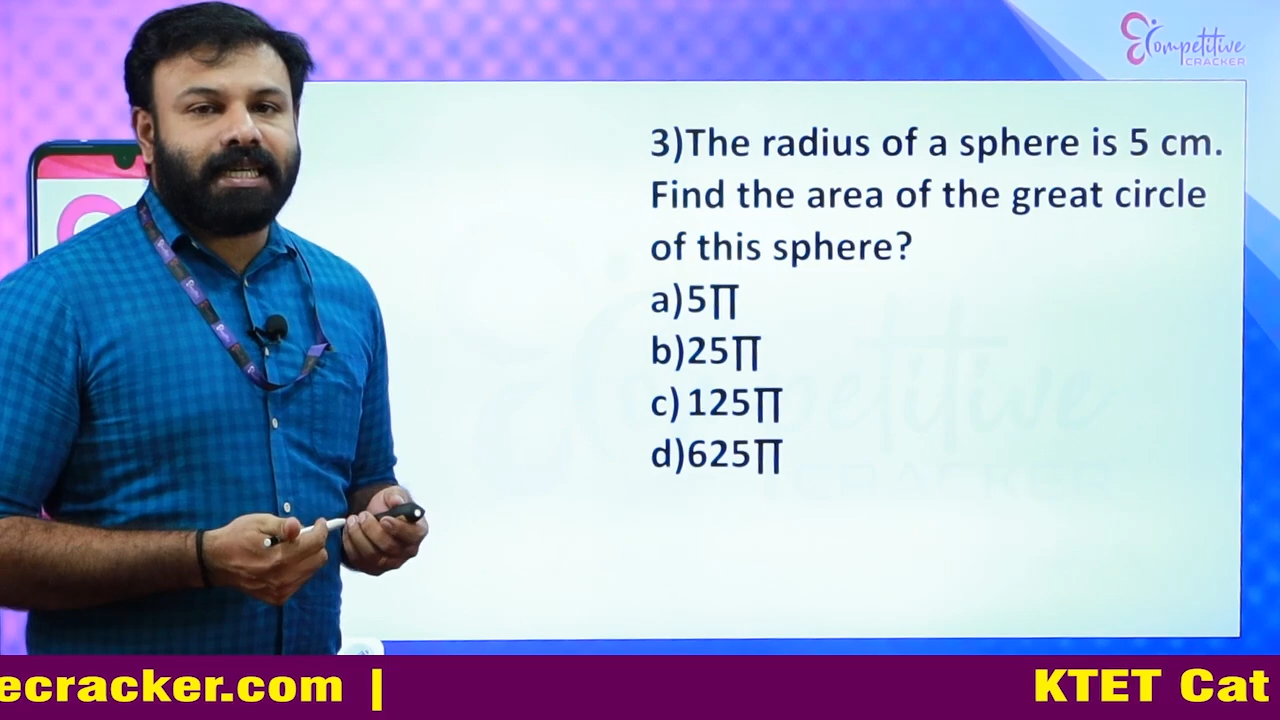 Competitive
CRACKER
3)The radius of a sphere is 5 cm.
Find the area of the great circle
of this sphere?
a)5∏
b)25∏
c)125∏
d)625∏
ecracker.com |
KTET Cat